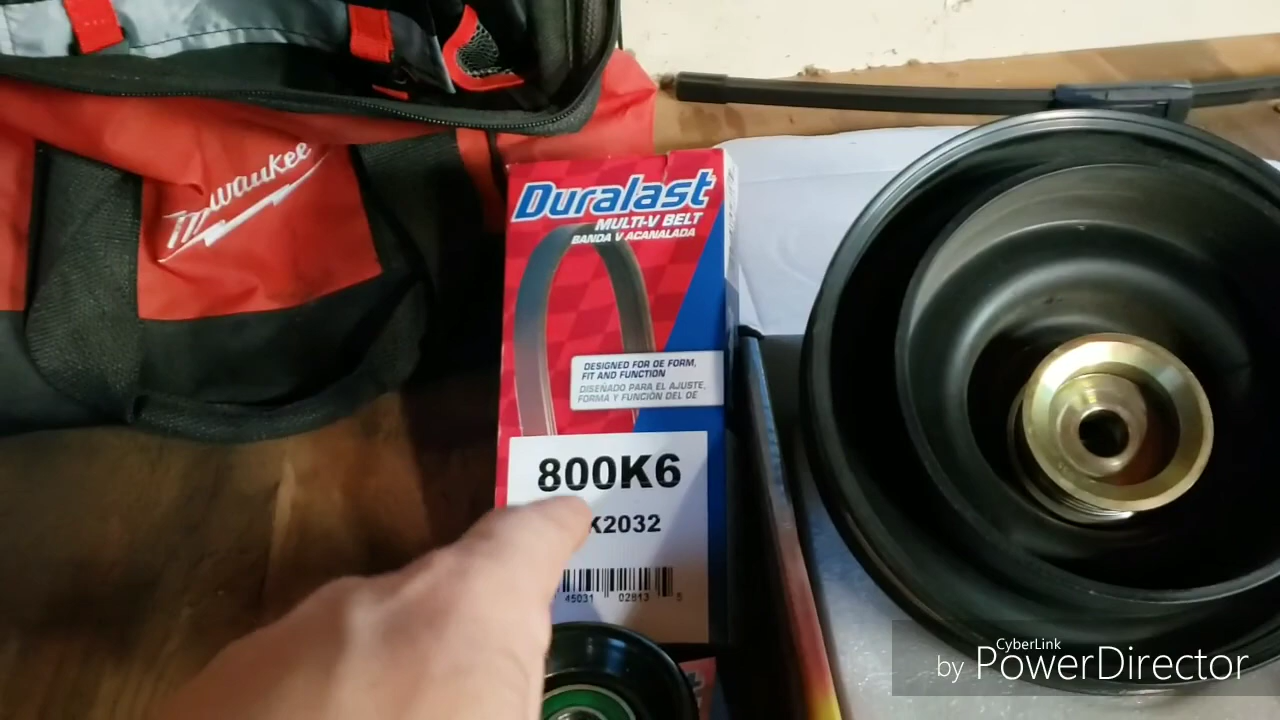 Milwaukee
Duralast
MULTI-V BELT
BANDA V ACANALADA
DESIGNED FOR OE FORM,
FIT AND FUNCTION
DISEÑADO PARA EL AJUSTE,
FORMA Y FUNCIÓN DEL OE
800K6
K2032
45031 02813 5
CyberLink
by PowerDirector